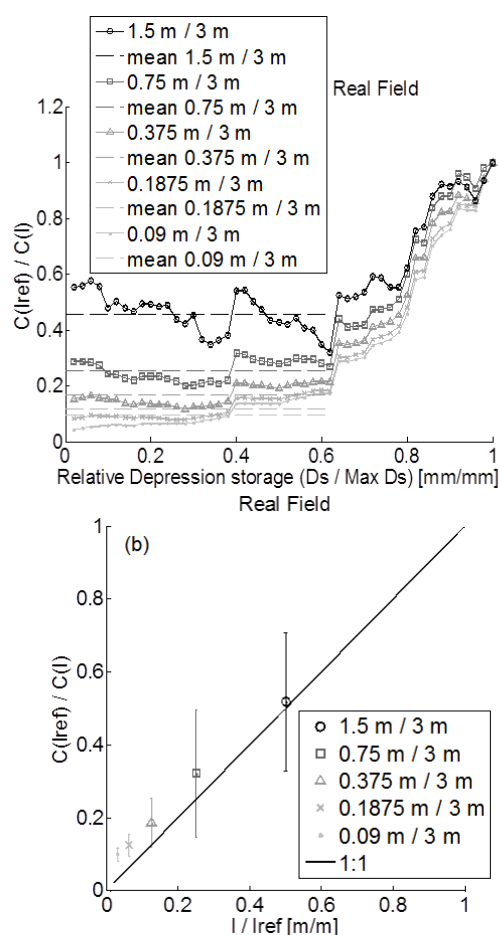 1.5 m / 3 m
mean 1.5 m / 3 m
0.75 m / 3 m
mean 0.75 m / 3 m
0.375 m / 3 m
mean 0.375 m / 3 m
0.1875 m / 3 m
mean 0.1875 m / 3 m
0.09 m / 3 m
mean 0.09 m / 3 m
Real Field
1.2
1
0.8
0.6
0.4
0.2
0
C(Iref) / C(I)
0 0.2 0.4 0.6 0.8 1
Relative Depression storage (Ds / Max Ds) [mm/mm]
Real Field
(b)
1
0.8
0.6
0.4
0.2
0
C(Iref) / C(I)
1.5 m / 3 m
0.75 m / 3 m
0.375 m / 3 m
0.1875 m / 3 m
0.09 m / 3 m
1:1
0 0.2 0.4 0.6 0.8 1
I / Iref [m/m]